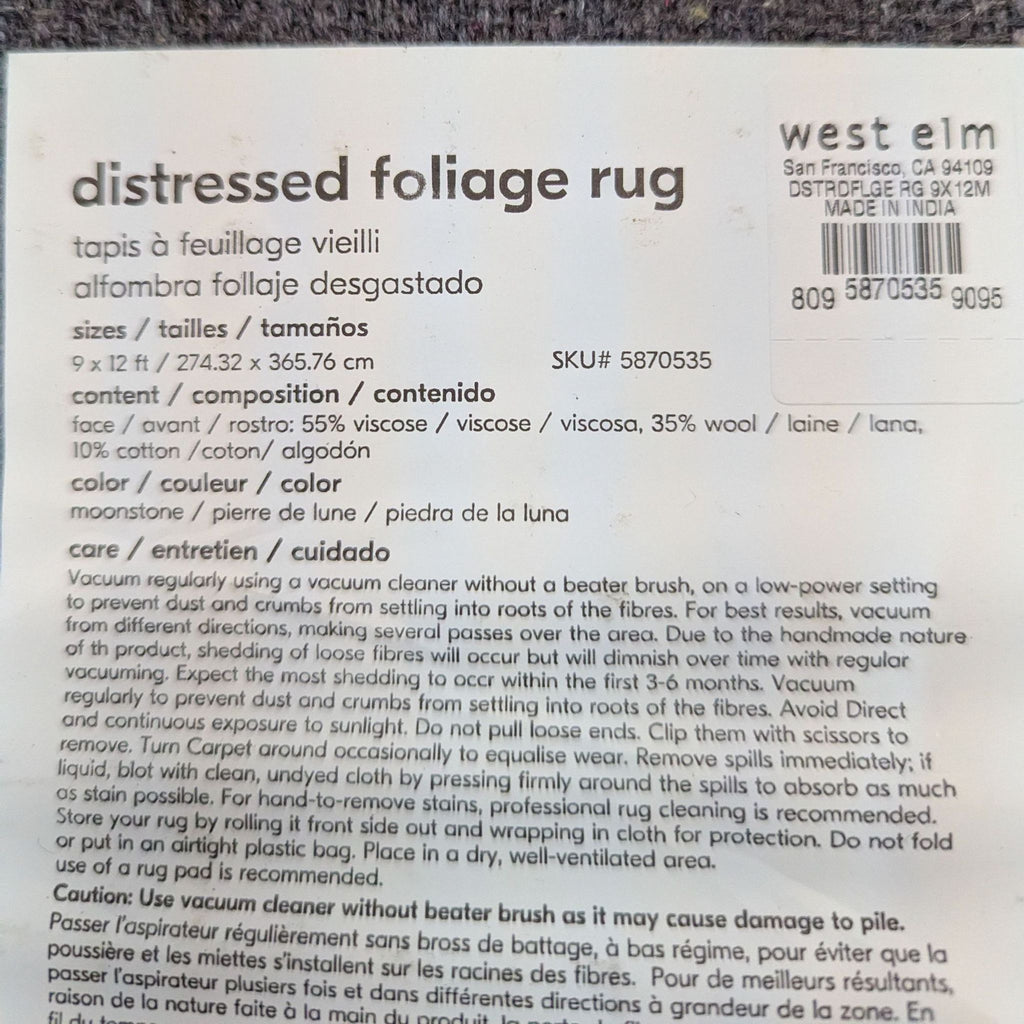 west elm
San Francisco, CA 94109
DSTRDFLGE RG 9X12M
MADE IN INDIA
809 5870535 9095
distressed foliage rug
tapis à feuillage vieilli
alfombra follaje desgastado
sizes / tailles / tamaños
9 x 12 ft / 274.32 x 365.76 cm SKU# 5870535
content / composition / contenido
face / avant / rostro: 55% viscose / viscose / viscosa, 35% wool / laine / lana,
10% cotton /coton/ algodón
color / couleur / color
moonstone / pierre de lune / piedra de la luna
care / entretien / cuidado
Vacuum regularly using a vacuum cleaner without a beater brush, on a low-power setting
to prevent dust and crumbs from settling into roots of the fibres. For best results, vacuum
from different directions, making several passes over the area. Due to the handmade nature
of th product, shedding of loose fibres will occur but will dimnish over time with regular
vacuuming. Expect the most shedding to occr within the first 3-6 months. Vacuum
regularly to prevent dust and crumbs from settling into roots of the fibres. Avoid Direct
and continuous exposure to sunlight. Do not pull loose ends. Clip them with scissors to
remove. Turn Carpet around occasionally to equalise wear. Remove spills immediately; if
liquid, blot with clean, undyed cloth by pressing firmly around the spills to absorb as much
as stain possible. For hand-to-remove stains, professional rug cleaning is recommended.
Store your rug by rolling it front side out and wrapping in cloth for protection. Do not fold
or put in an airtight plastic bag. Place in a dry, well-ventilated area.
use of a rug pad is recommended.
Caution: Use vacuum cleaner without beater brush as it may cause damage to pile.
Passer l'aspirateur régulièrement sans bross de battage, à bas régime, pour éviter que la
poussière et les miettes s'installent sur les racines des fibres. Pour de meilleurs résultants,
passer l'aspirateur plusiers fois et dans différentes directions à grandeur de la zone. En
raison de la nature faite à la main du produit, la
fil du